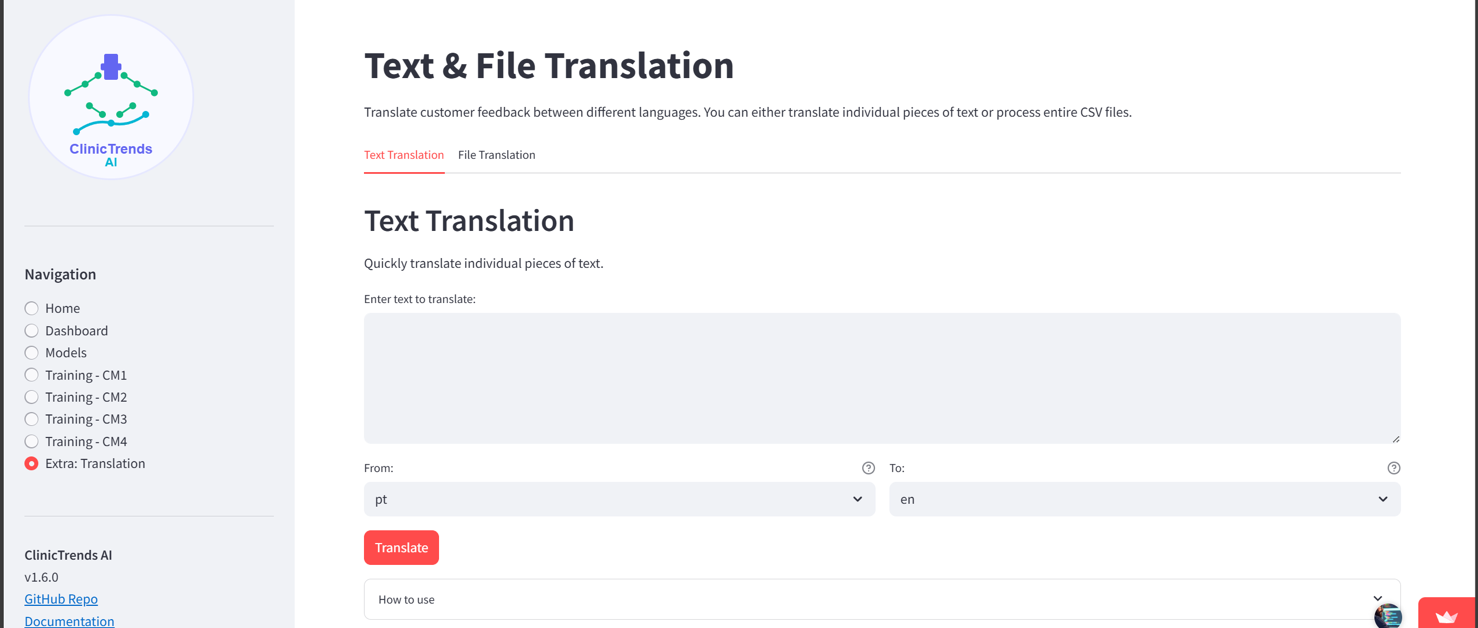 ClinicTrends
AI
Navigation
Home
Dashboard
Models
Training - CM1
Training - CM2
Training - CM3
Training - CM4
Extra: Translation
ClinicTrends AI
v1.6.0
GitHub Repo
Documentation
Text & File Translation
Translate customer feedback between different languages. You can either translate individual pieces of text or process entire CSV files.
Text Translation File Translation
Text Translation
Quickly translate individual pieces of text.
Enter text to translate:
From: To:
pt en
Translate
How to use